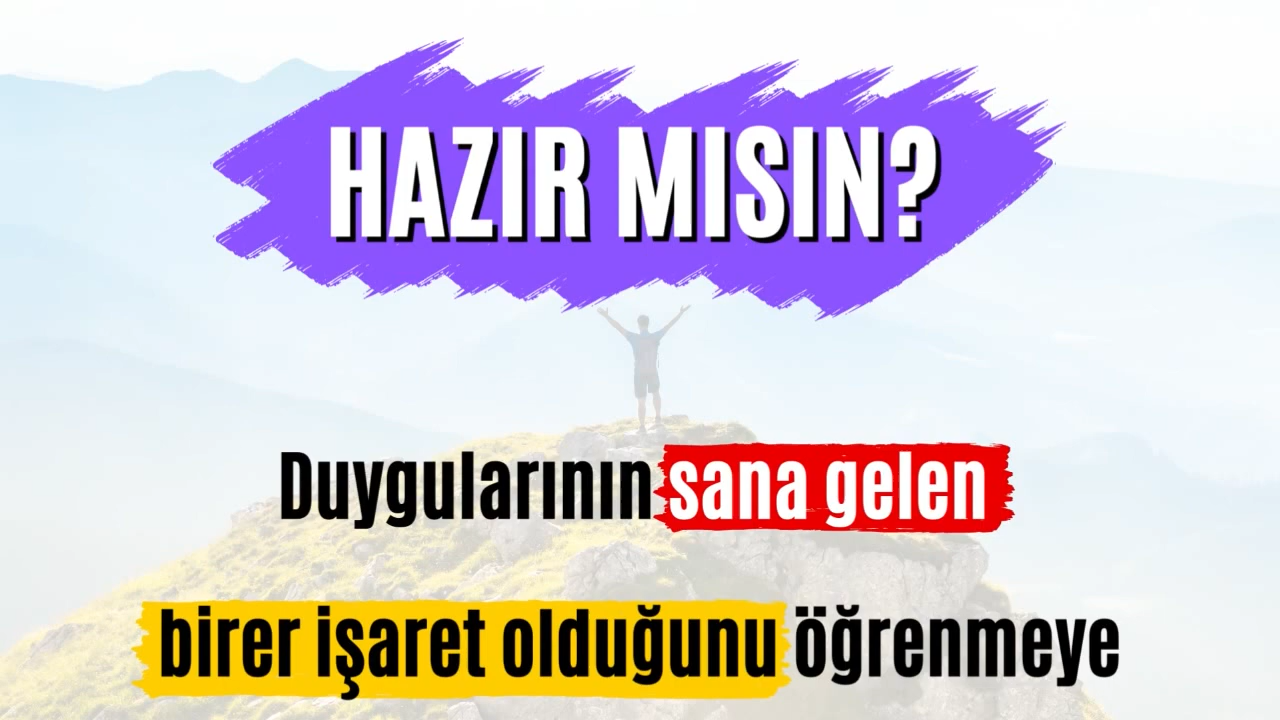 HAZIR MISIN?
Duygularının sana gelen
birer işaret olduğunu öğrenmeye